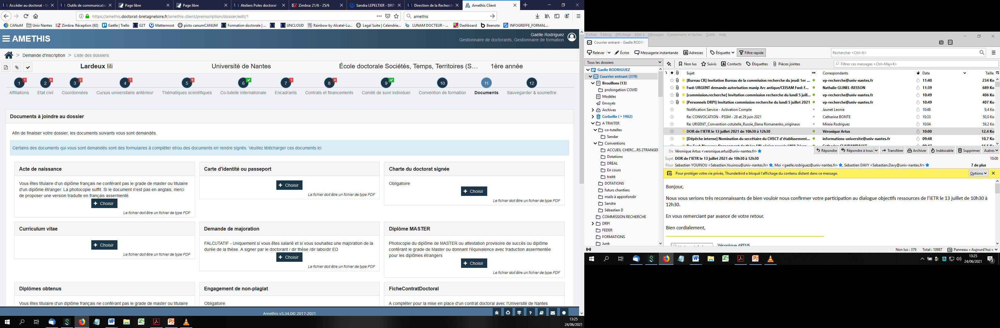 Accéder au doctorat - U
Outils de communicatio
Page libre
Page libre
Ateliers Poles doctoral -
Zimbra: 21/6 - 25/6
Sandra LEPELTIER - DRPI
Direction de la Recherch
Amethis Client
https://amethis.doctorat-bretagneloire.fr/amethis-client/preinscription/dossier/edit/1
amethis
CANuM
Univ Nantes
Zimbra: Réception (92)
Gaëlle | Trello
G2T
Mattermost
picto canumCANUM
Formation doctorale | ...
UNCLOUD
Rainbow by Alcatel-Lu...
Legal Suite | Calendrie...
LUNAM DOCTEUR - ...
Dashboard
Beenote
INFOGREFFE_FORMAL...
AMETHIS
Gaëlle Rodriguez
Gestionnaire de doctorants, Gestionnaire de formation
> Demande d'inscription > Liste des dossiers
Lardeux lili
Université de Nantes
École doctorale Sociétés, Temps, Territoires (S...
1ère année
1 1
2 6
3 2
4 7
5 5
6
7 1
8 4
9
10
11
12
Affiliations
Etat civil
Coordonnées
Cursus universitaire antérieur
Thématiques scientifiques
Co-tutelle internationale
Encadrants
Contrats et financements
Comité de suivi individuel
Convention de formation
Documents
Sauvegarder & soumettre
Documents à joindre au dossier
Afin de finaliser votre dossier, les documents suivants vous sont demandés.
Certains des documents qui vous sont demandés sont des formulaires à compléter et/ou des documents en rendre signés. Veuillez télécharger ces documents ici
Acte de naissance
Vous êtes titulaire d'un diplôme français ne conférant pas le grade de master ou titulaire
d'un diplôme étranger. La photocopie suffit. Si le document n'est pas en anglais, merci
de proposer une version traduite en français assermenté.
+ Choisir
Le fichier doit être un fichier de type PDF
Carte d'identité ou passeport
+ Choisir
Le fichier doit être un fichier de type PDF
Charte du doctorat signée
Obligatoire
+ Choisir
Le fichier doit être un fichier de type PDF
Curriculum vitae
+ Choisir
Le fichier doit être un fichier de type PDF
Demande de majoration
FALCUTATIF - Uniquement si vous êtes salarié et si vous souhaitez une majoration de la
durée de la thèse. A signer par le doctorant / dir thèse /dir labo/dir ED
+ Choisir
Le fichier doit être un fichier de type PDF
Diplôme MASTER
Photocopie du diplôme de MASTER ou attestation provisoire de succès ou diplôme
conférant le grade de Master ou donnant l'équivalence avec traduction assermentée
pour les diplômes étrangers
+ Choisir
Le fichier doit être un fichier de type PDF
Diplômes obtenus
Vous êtes titulaire d'un diplôme français ne conférant pas le grade de master ou titulaire
Engagement de non-plagiat
Obligatoire
FicheContratDoctoral
A compléter pour la mise en place d'un contrat doctoral avec l'Université de Nantes
Amethis v3.34.0© 2017-2021
13:25
24/06/2021
Fichier Édition Affichage Aller à Messages Évènements et tâches Outils Aide
Courrier entrant - Gaelle RODRI
Relever
Écrire
Messagerie instantanée
Adresses
Étiquette
Filtre rapide
Rechercher <Ctrl+K>
Tous les dossiers
Non lus
Suivis
Contacts
Étiquettes
Pièces jointes
Filtrer ces messages <Ctrl+Maj+K>
Gaelle RODRIGUEZ
Courrier entrant (379)
Brouillons (13)
prolongation COVID
Modèles
Envoyés
Archives
Corbeille ( • 1902)
A TRAITER
co-tutelles
Sandar
Conventions
ACCUEIL CHERC...RS 2TRANGER
Dotations
DREAL
En cours
traité
DOTATIONS
futurs chantiers
mails à approfondir
Sandra
Sébastien D
COMMISSION RECHERCHE
DRPI
FEDER
FORMATIONS
Junk
Sujet
Correspondants
Date
Taille
[Bureau CR] Invitation Bureau de la commission recherche du jeudi 1er ...
vp-recherche@univ-nantes.fr
11:40
234 Ko
Fwd: URGENT demande autorisation manip Arc antique/CEISAM Fwd: F...
Nathalie GLINEL-RESSON
11:39
689 Ko
[commission.recherche] Invitation commission recherche du lundi 5 juill...
vp-recherche@univ-nantes.fr
10:49
406 Ko
[Personnels DRPI] Invitation commission recherche du lundi 5 juillet 2021
vp-recherche@univ-nantes.fr
10:49
407 Ko
Notification Service - Activation Compte
Jaunet Leonie
10:48
9,4 Ko
Re: CONVOCATION - PSSM - 28 et 29 juin 2021
Catherine BONTE
10:33
50,0 Ko
Re: URGENT_Convention cotutelle_Russie_Elena Romanenko_originaux
Mireia Rodriguez
10:04
59,2 Ko
DOR de l'IETR le 13 juillet 2021 de 10h30 à 12h30
Véronique Artus
10:00
12,4 Ko
[Dépêche interne] Nomination du secrétaire du CHSCT d'établissement...
informations-universite@univ-nantes.fr
09:48
10,7 Ko
De Véronique Artus <veronique.artus@univ-nantes.fr>
Répondre
Répondre à tous
Transférer
Archiver
Indésirable
Supprimer
Autres
Sujet DOR de l'IETR le 13 juillet 2021 de 10h30 à 12h30
10:00
Pour Sebastien YOUINOU <Sebastien.Youinou@univ-nantes.fr>, Moi <gaelle.rodriguez@univ-nantes.fr>, Sebastien DAVY <Sebastien.Davy@univ-nantes.fr>
7 de plus
Pour protéger votre vie privée, Thunderbird a bloqué l'affichage du contenu distant dans ce message.
Options
Bonjour,
Nous vous serions très reconnaissants de bien vouloir nous confirmer votre participation au dialogue objectifs ressources de l'IETR le 13 juillet de 10h30 à
12h30.
En vous remerciant par avance de votre retour.
Bien cordialement,
Véronique ARTUS
Non lus : 379
Total : 10987
Panneau « Aujourd'hui »
13:25
24/06/2021
2